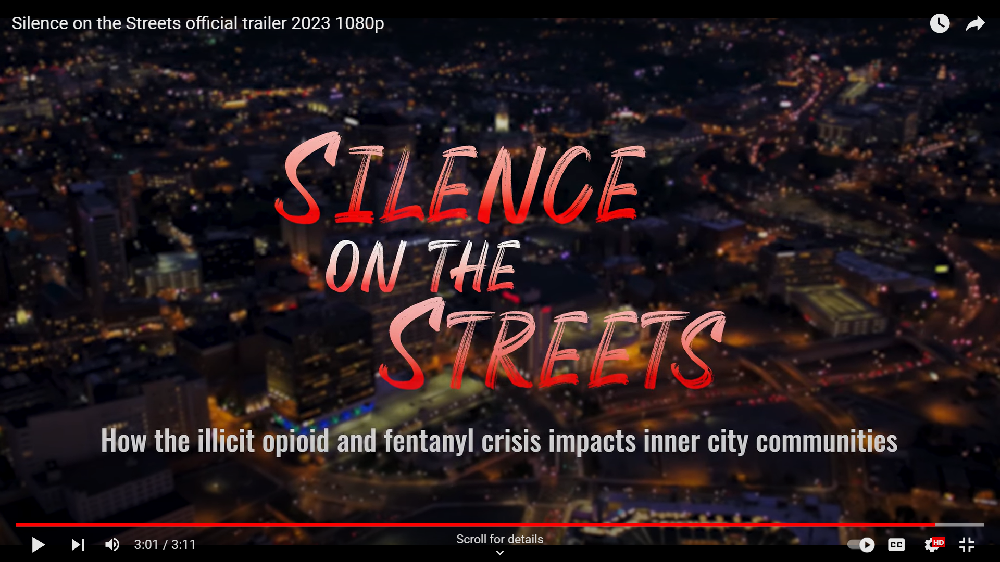 Silence on the Streets official trailer 2023 1080p
SILENCE
ON THE
STREETS
How the illicit opioid and fentanyl crisis impacts inner city communities
3:01 / 3:11
Scroll for details
CC
HD